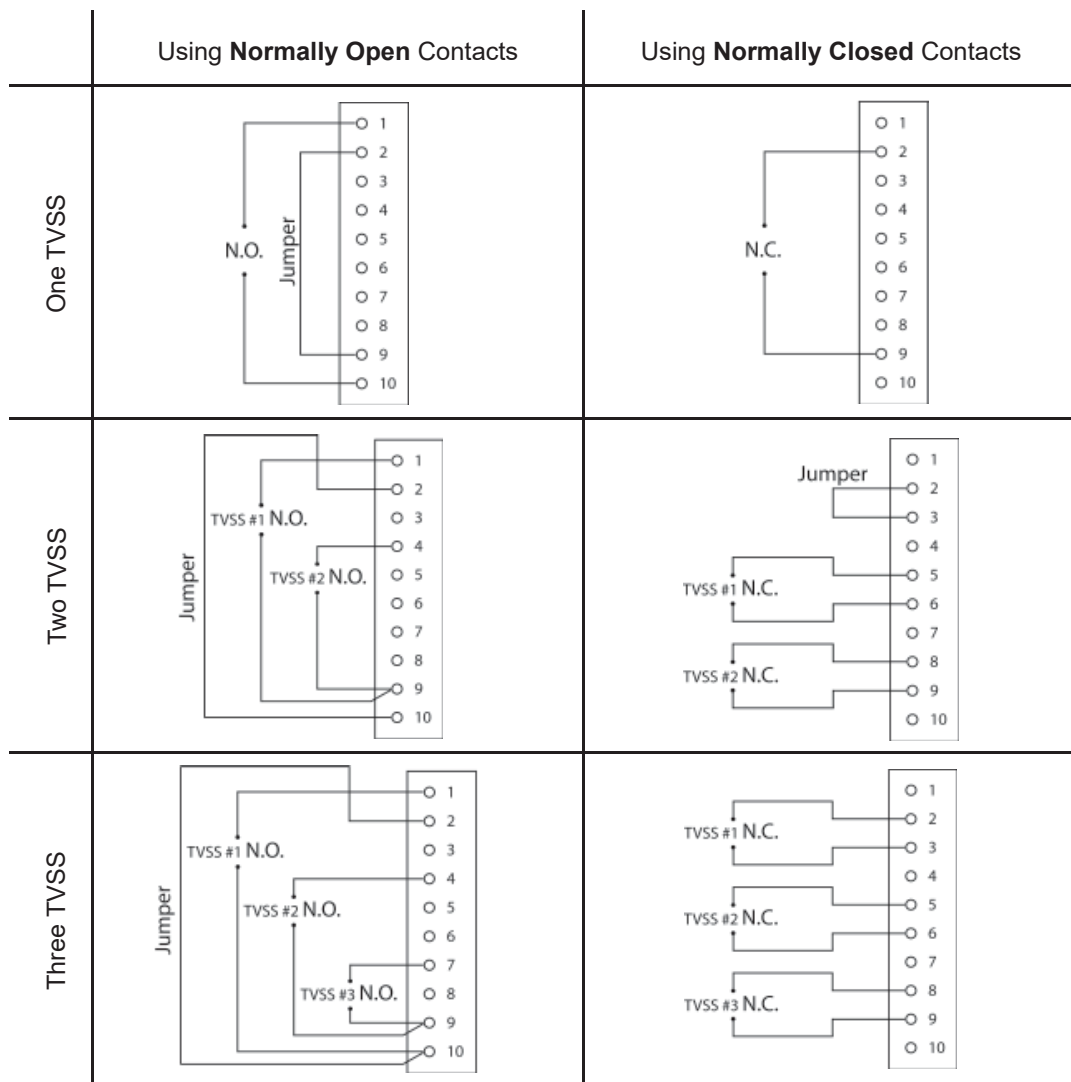 Using Normally Open Contacts
Using Normally Closed Contacts
One TVSS
1
2
3
4
5
6
7
8
9
10
N.O.
Jumper
1
2
3
4
5
6
7
8
9
10
N.C.
Two TVSS
1
2
3
4
5
6
7
8
9
10
TVSS #1 N.O.
TVSS #2 N.O.
Jumper
1
2
3
4
5
6
7
8
9
10
Jumper
TVSS #1 N.C.
TVSS #2 N.C.
Three TVSS
1
2
3
4
5
6
7
8
9
10
TVSS #1 N.O.
TVSS #2 N.O.
TVSS #3 N.O.
Jumper
1
2
3
4
5
6
7
8
9
10
TVSS #1 N.C.
TVSS #2 N.C.
TVSS #3 N.C.